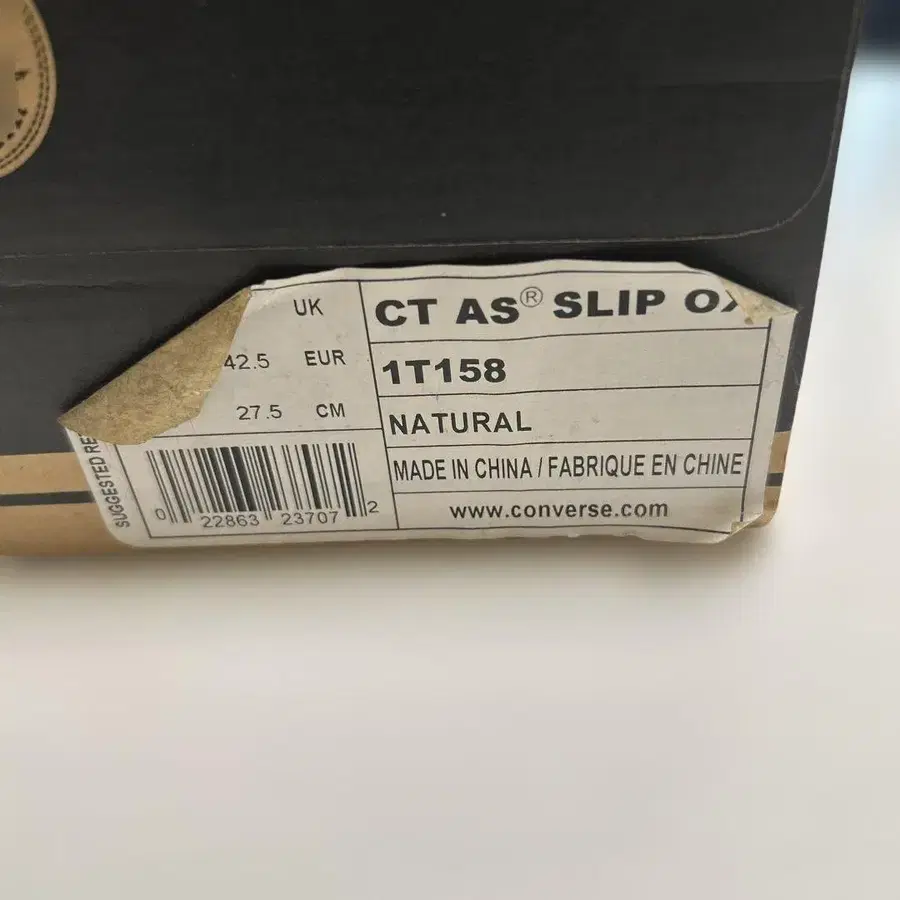 UK
42.5 EUR
27.5 CM
SUGGESTED RE
0 22863 23707 2
CT AS® SLIP OX
1T158
NATURAL
MADE IN CHINA / FABRIQUE EN CHINE
www.converse.com